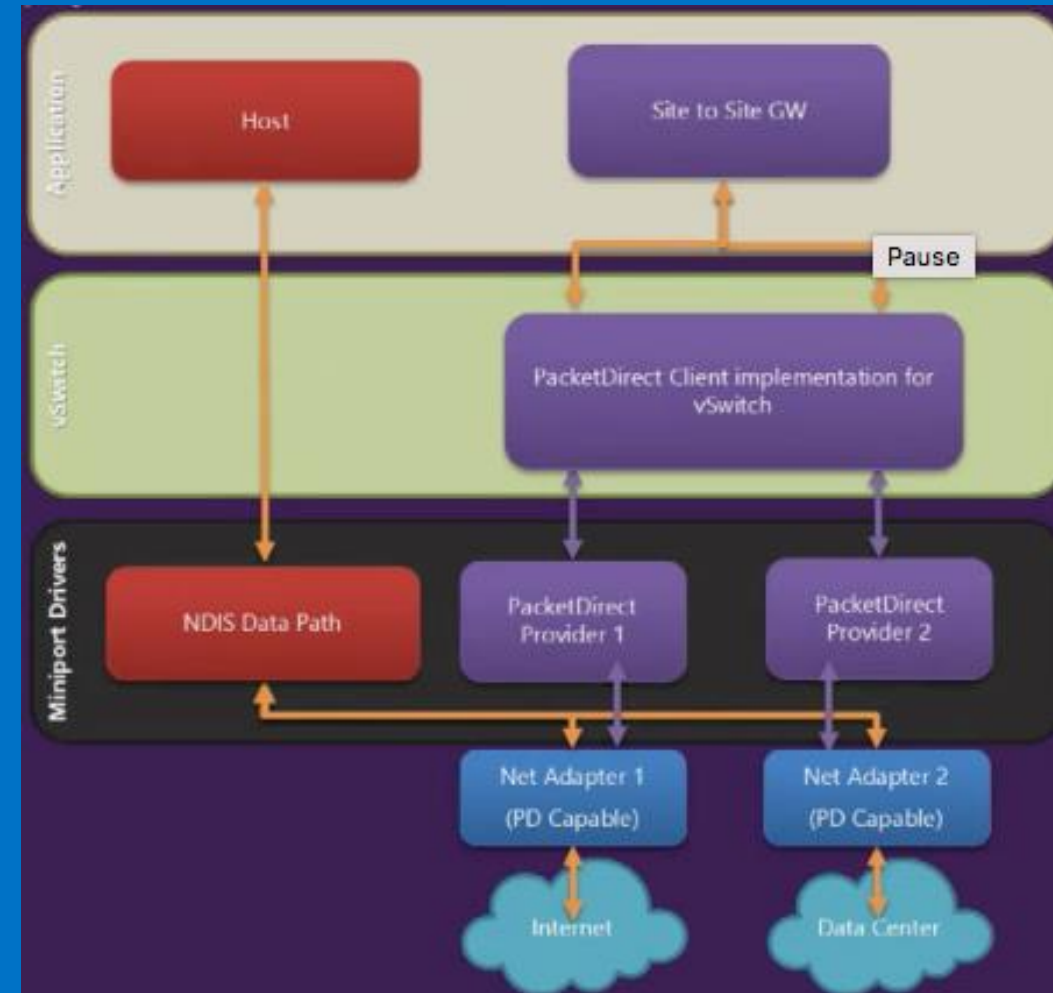 Application
Host
Site to Site GW
Pause
vSwitch
PacketDirect Client implementation for
vSwitch
Miniport Drivers
NDIS Data Path
PacketDirect
Provider 1
PacketDirect
Provider 2
Net Adapter 1
(PD Capable)
Net Adapter 2
(PD Capable)
Internet
Data Center